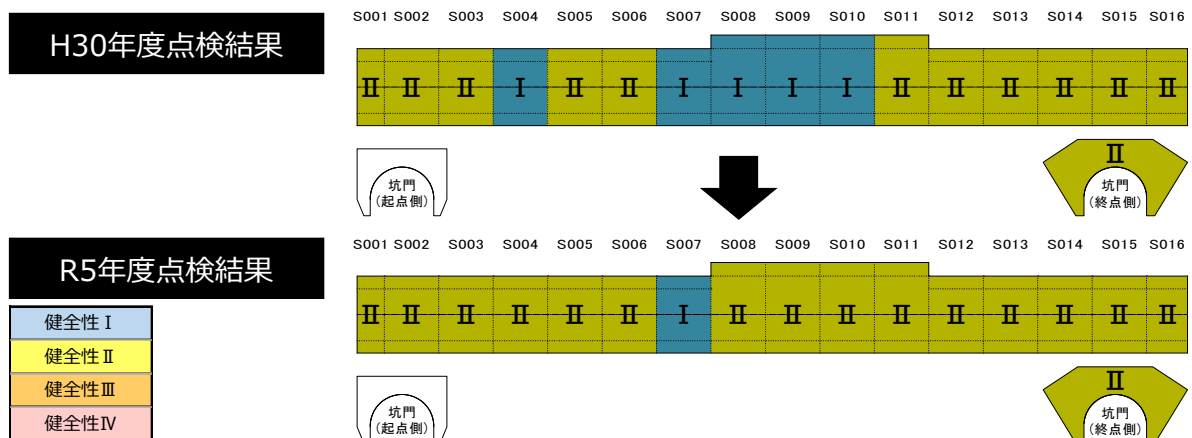 H30年度点検結果
S001 S002 S003 S004 S005 S006 S007 S008 S009 S010 S011 S012 S013 S014 S015 S016
Ⅱ Ⅱ Ⅱ Ⅰ Ⅱ Ⅱ Ⅰ Ⅰ Ⅰ Ⅰ Ⅱ Ⅱ Ⅱ Ⅱ Ⅱ Ⅱ
坑門
(起点側)
Ⅱ
坑門
(終点側)
R5年度点検結果
S001 S002 S003 S004 S005 S006 S007 S008 S009 S010 S011 S012 S013 S014 S015 S016
Ⅱ Ⅱ Ⅱ Ⅱ Ⅱ Ⅱ Ⅰ Ⅱ Ⅱ Ⅱ Ⅱ Ⅱ Ⅱ Ⅱ Ⅱ Ⅱ
健全性Ⅰ
健全性Ⅱ
健全性Ⅲ
健全性Ⅳ
坑門
(起点側)
Ⅱ
坑門
(終点側)